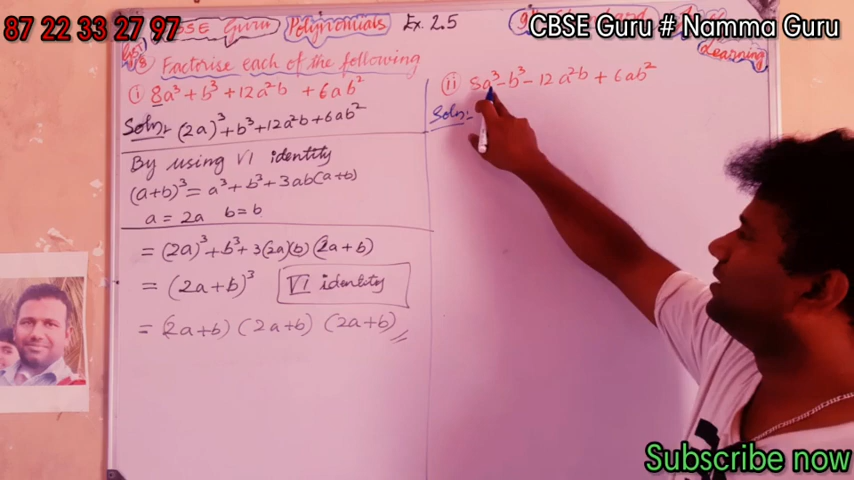 87 22 33 27 97
CBSE Guru # Namma Guru
CBSE Guru Polynomials Ex. 2.5
Learning
Factorise each of the following
(i) 8a³ + b³ + 12a²b + 6ab²
Soln:- (2a)³ + b³ + 12a²b + 6ab²
By using VI identity
(a+b)³ = a³ + b³ + 3ab(a+b)
a = 2a b = b
= (2a)³ + b³ + 3(2a)(b) (2a+b)
= (2a+b)³ VI identity
= (2a+b) (2a+b) (2a+b)
(ii) 8a³ - b³ - 12a²b + 6ab²
Soln:-
Subscribe now